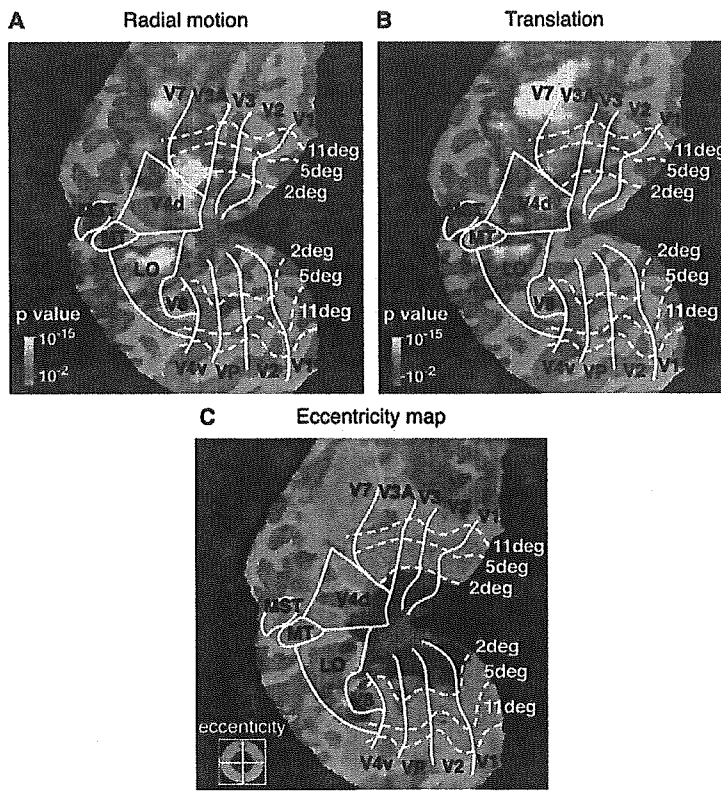 A Radial motion
V7 V3A V3 V2 V1
11deg
5deg
2deg
V4d
MT
LO
2deg
5deg
11deg
V4v VP V2 V1
p value
10-15
10-2
B Translation
V7 V3A V3 V2 V1
11deg
5deg
2deg
V4d
MT
LO
2deg
5deg
11deg
V4v VP V2 V1
p value
10-15
10-2
C Eccentricity map
V7 V3A V3 V2 V1
11deg
5deg
2deg
V4d
MST
MT
LO
2deg
5deg
11deg
V4v VP V2 V1
eccentricity